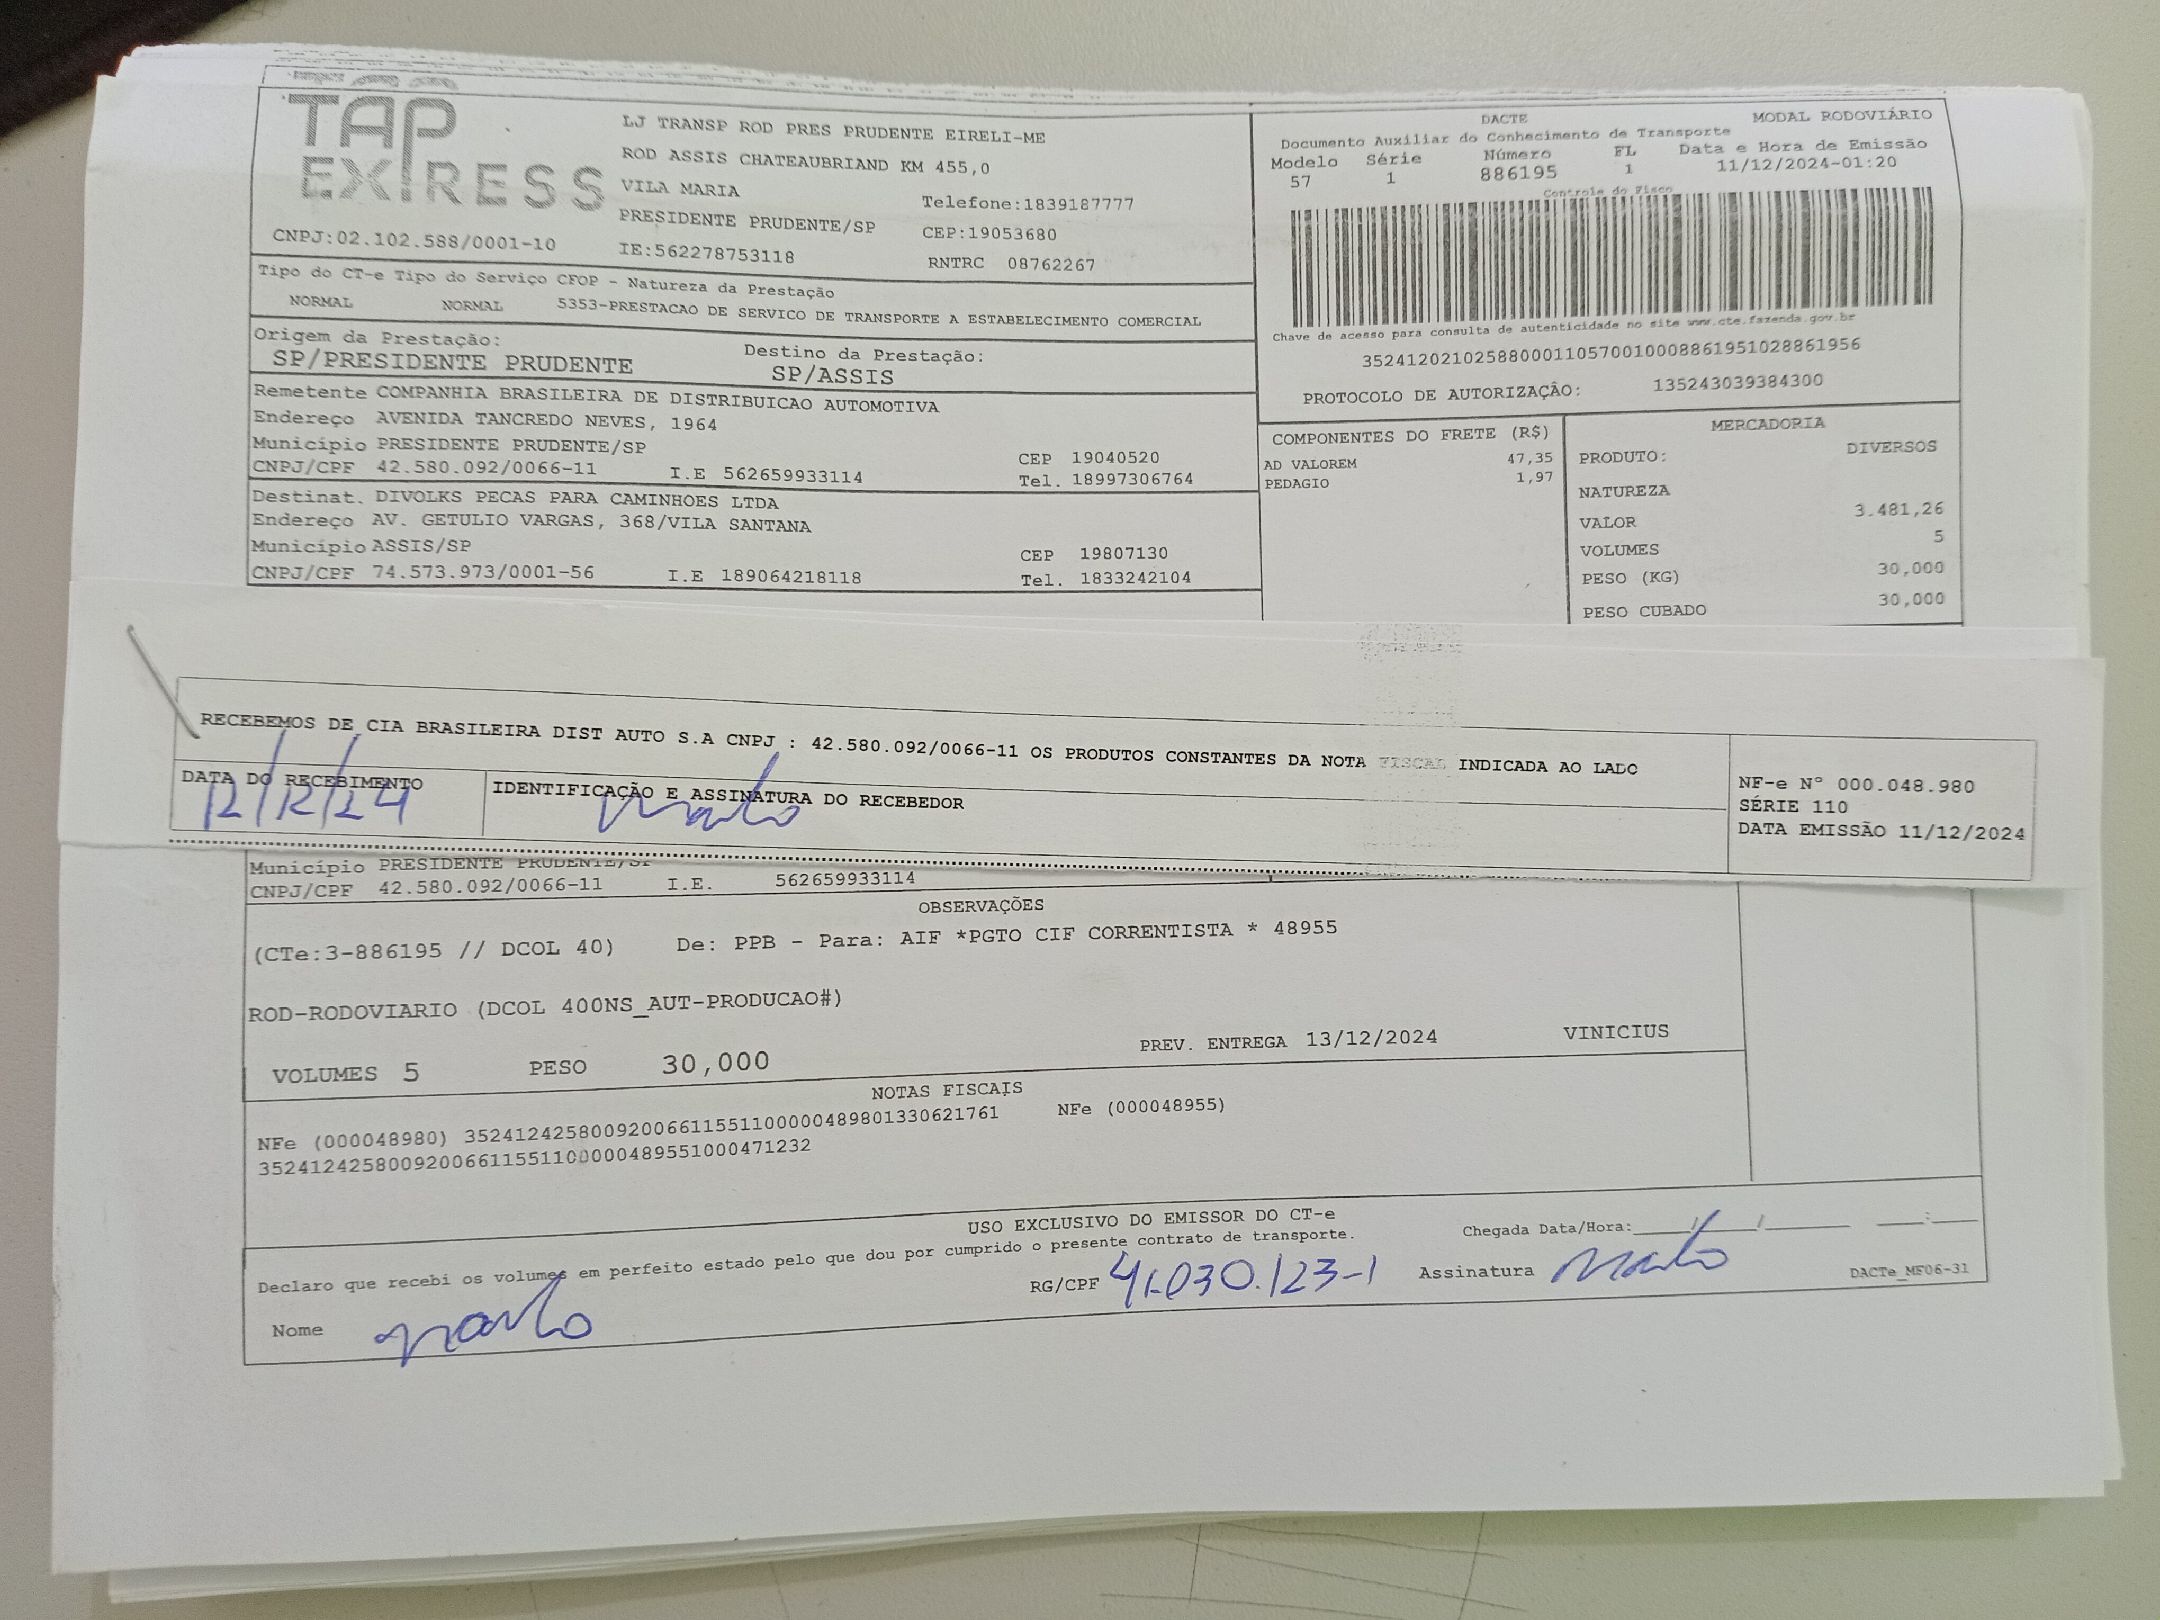 TAP
EXPRESS
LJ TRANSP ROD PRES PRUDENTE EIRELI-ME
ROD ASSIS CHATEAUBRIAND KM 455,0
VILA MARIA
Telefone:1839187777
PRESIDENTE PRUDENTE/SP
CEP:19053680
CNPJ:02.102.588/0001-10
IE:562278753118
RNTRC 08762267
DACTE
MODAL RODOVIÁRIO
Documento Auxiliar do Conhecimento de Transporte
Modelo Série Número FL Data e Hora de Emissão
57 1 886195 1 11/12/2024-01:20
Controle do Fisco
Chave de acesso para consulta de autenticidade no site www.cte.fazenda.gov.br
35241202102588000110570010008861951028861956
PROTOCOLO DE AUTORIZAÇÃO: 135243039384300
Tipo do CT-e Tipo do Serviço CFOP - Natureza da Prestação
NORMAL NORMAL 5353-PRESTACAO DE SERVICO DE TRANSPORTE A ESTABELECIMENTO COMERCIAL
Origem da Prestação:
SP/PRESIDENTE PRUDENTE
Destino da Prestação:
SP/ASSIS
Remetente COMPANHIA BRASILEIRA DE DISTRIBUICAO AUTOMOTIVA
Endereço AVENIDA TANCREDO NEVES, 1964
Município PRESIDENTE PRUDENTE/SP
CEP 19040520
CNPJ/CPF 42.580.092/0066-11 I.E 562659933114 Tel. 18997306764
Destinat. DIVOLKS PECAS PARA CAMINHOES LTDA
Endereço AV. GETULIO VARGAS, 368/VILA SANTANA
Município ASSIS/SP
CEP 19807130
CNPJ/CPF 74.573.973/0001-56 I.E 189064218118 Tel. 1833242104
COMPONENTES DO FRETE (R$)
AD VALOREM 47,35
PEDAGIO 1,97
MERCADORIA
PRODUTO: DIVERSOS
NATUREZA
VALOR 3.481,26
VOLUMES 5
PESO (KG) 30,000
PESO CUBADO 30,000
RECEBEMOS DE CIA BRASILEIRA DIST AUTO S.A CNPJ : 42.580.092/0066-11 OS PRODUTOS CONSTANTES DA NOTA FISCAL INDICADA AO LADO
DATA DO RECEBIMENTO
12/12/24
IDENTIFICAÇÃO E ASSINATURA DO RECEBEDOR
NF-e N° 000.048.980
SÉRIE 110
DATA EMISSÃO 11/12/2024
Município PRESIDENTE PRUDENTE/SP
CNPJ/CPF 42.580.092/0066-11 I.E. 562659933114
OBSERVAÇÕES
(CTe:3-886195 // DCOL 40) De: PPB - Para: AIF *PGTO CIF CORRENTISTA * 48955
ROD-RODOVIARIO (DCOL 400NS_AUT-PRODUCAO#)
PREV. ENTREGA 13/12/2024 VINICIUS
VOLUMES 5 PESO 30,000
NOTAS FISCAIS
NFe (000048980) 35241242580092006611551100000489801330621761 NFe (000048955)
35241242580092006611551100000489551000471232
USO EXCLUSIVO DO EMISSOR DO CT-e
Declaro que recebi os volumes em perfeito estado pelo que dou por cumprido o presente contrato de transporte.
Chegada Data/Hora:
RG/CPF 41.030.123-1 Assinatura
DACTe_MF06-31
Nome